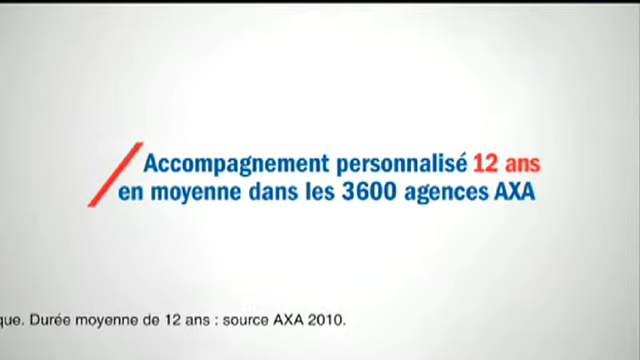 Accompagnement personnalisé 12 ans
en moyenne dans les 3600 agences AXA
que. Durée moyenne de 12 ans : source AXA 2010.